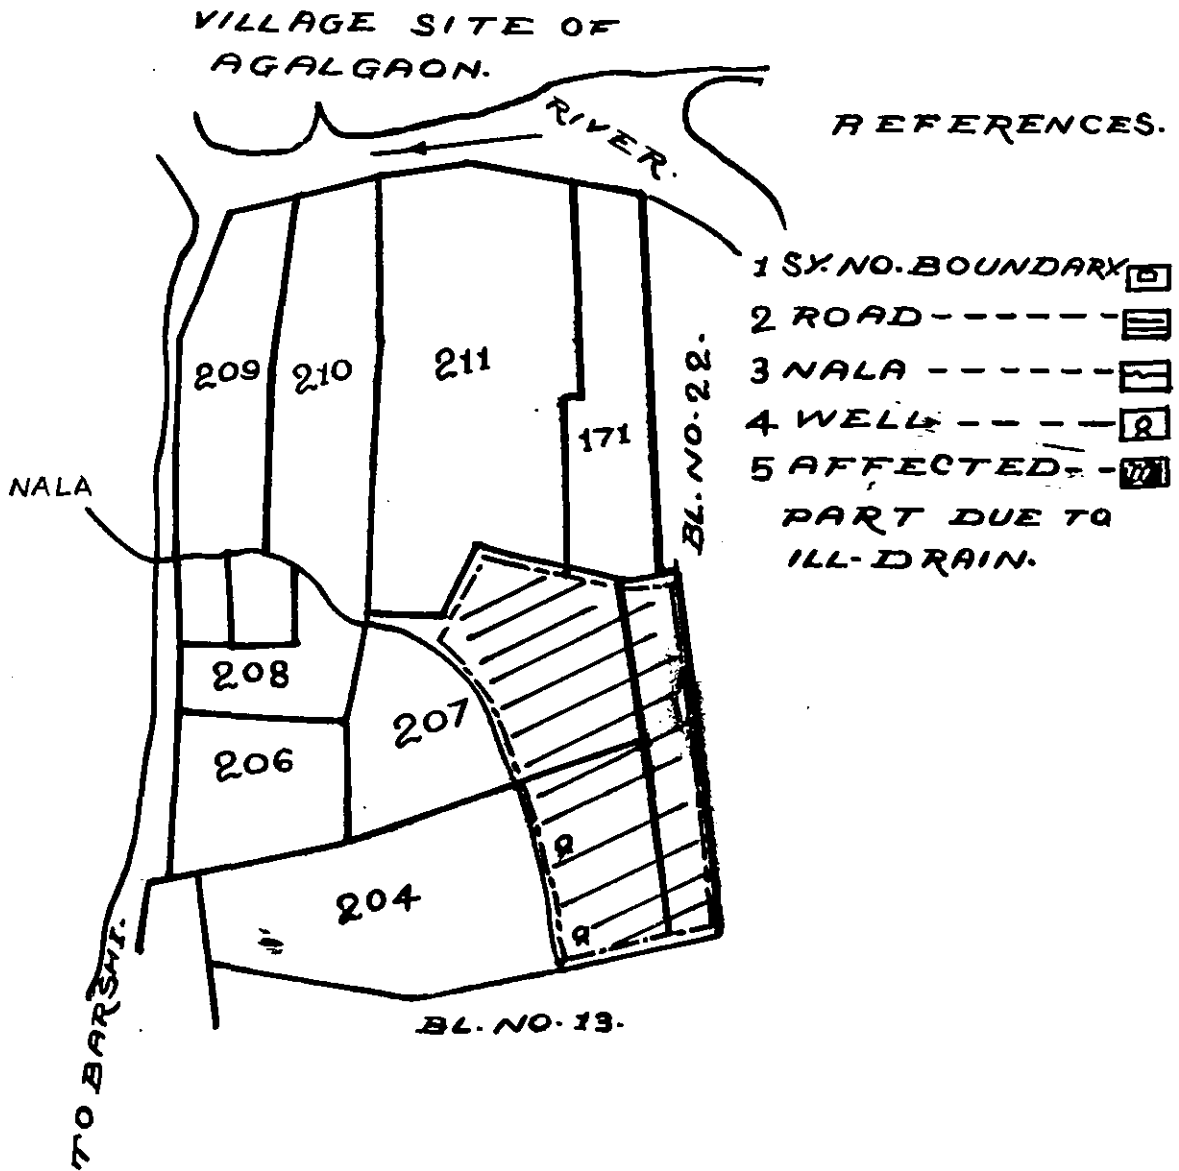 VILLAGE SITE OF
AGALGAON.
RIVER.
REFERENCES.
1 SY.NO.BOUNDARY
2 ROAD
3 NALA
4 WELL
5 AFFECTED
PART DUE TO
ILL-DRAIN.
209
210
211
171
BL.NO.22.
NALA
208
207
206
204
BL.NO.13.
TO BARSHI.